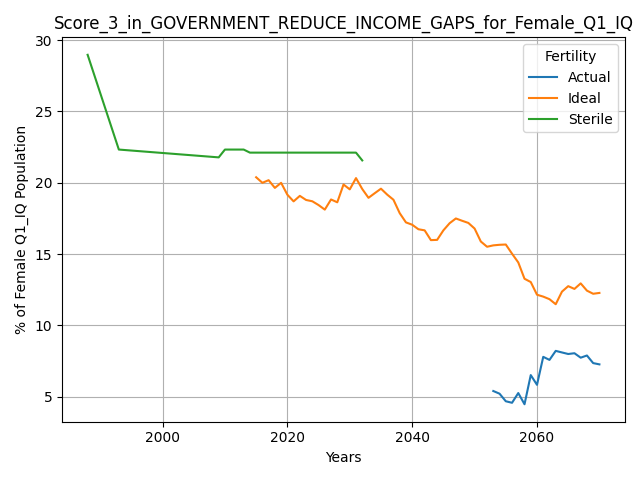 Score_3_in_GOVERNMENT_REDUCE_INCOME_GAPS_for_Female_Q1_IQ
30
25
20
15
10
5
% of Female Q1_IQ Population
Fertility
Actual
Ideal
Sterile
2000
2020
2040
2060
Years